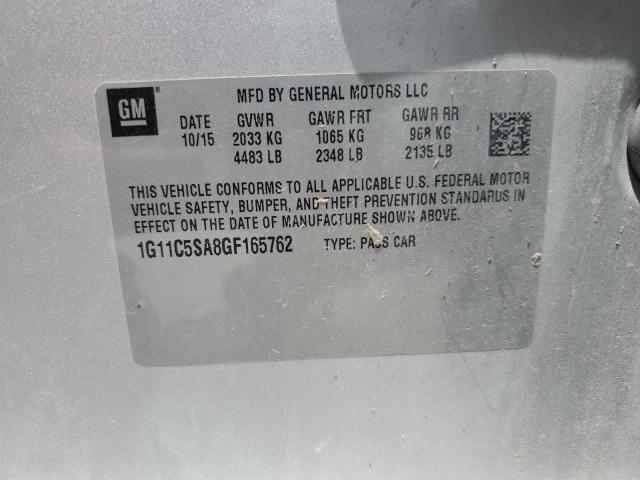 GM
MFD BY GENERAL MOTORS LLC
DATE GVWR GAWR FRT GAWR RR
10/15 2033 KG 1065 KG 968 KG
4483 LB 2348 LB 2135 LB
THIS VEHICLE CONFORMS TO ALL APPLICABLE U.S. FEDERAL MOTOR
VEHICLE SAFETY, BUMPER, AND THEFT PREVENTION STANDARDS IN
EFFECT ON THE DATE OF MANUFACTURE SHOWN ABOVE.
1G11C5SA8GF165762 TYPE: PASS CAR